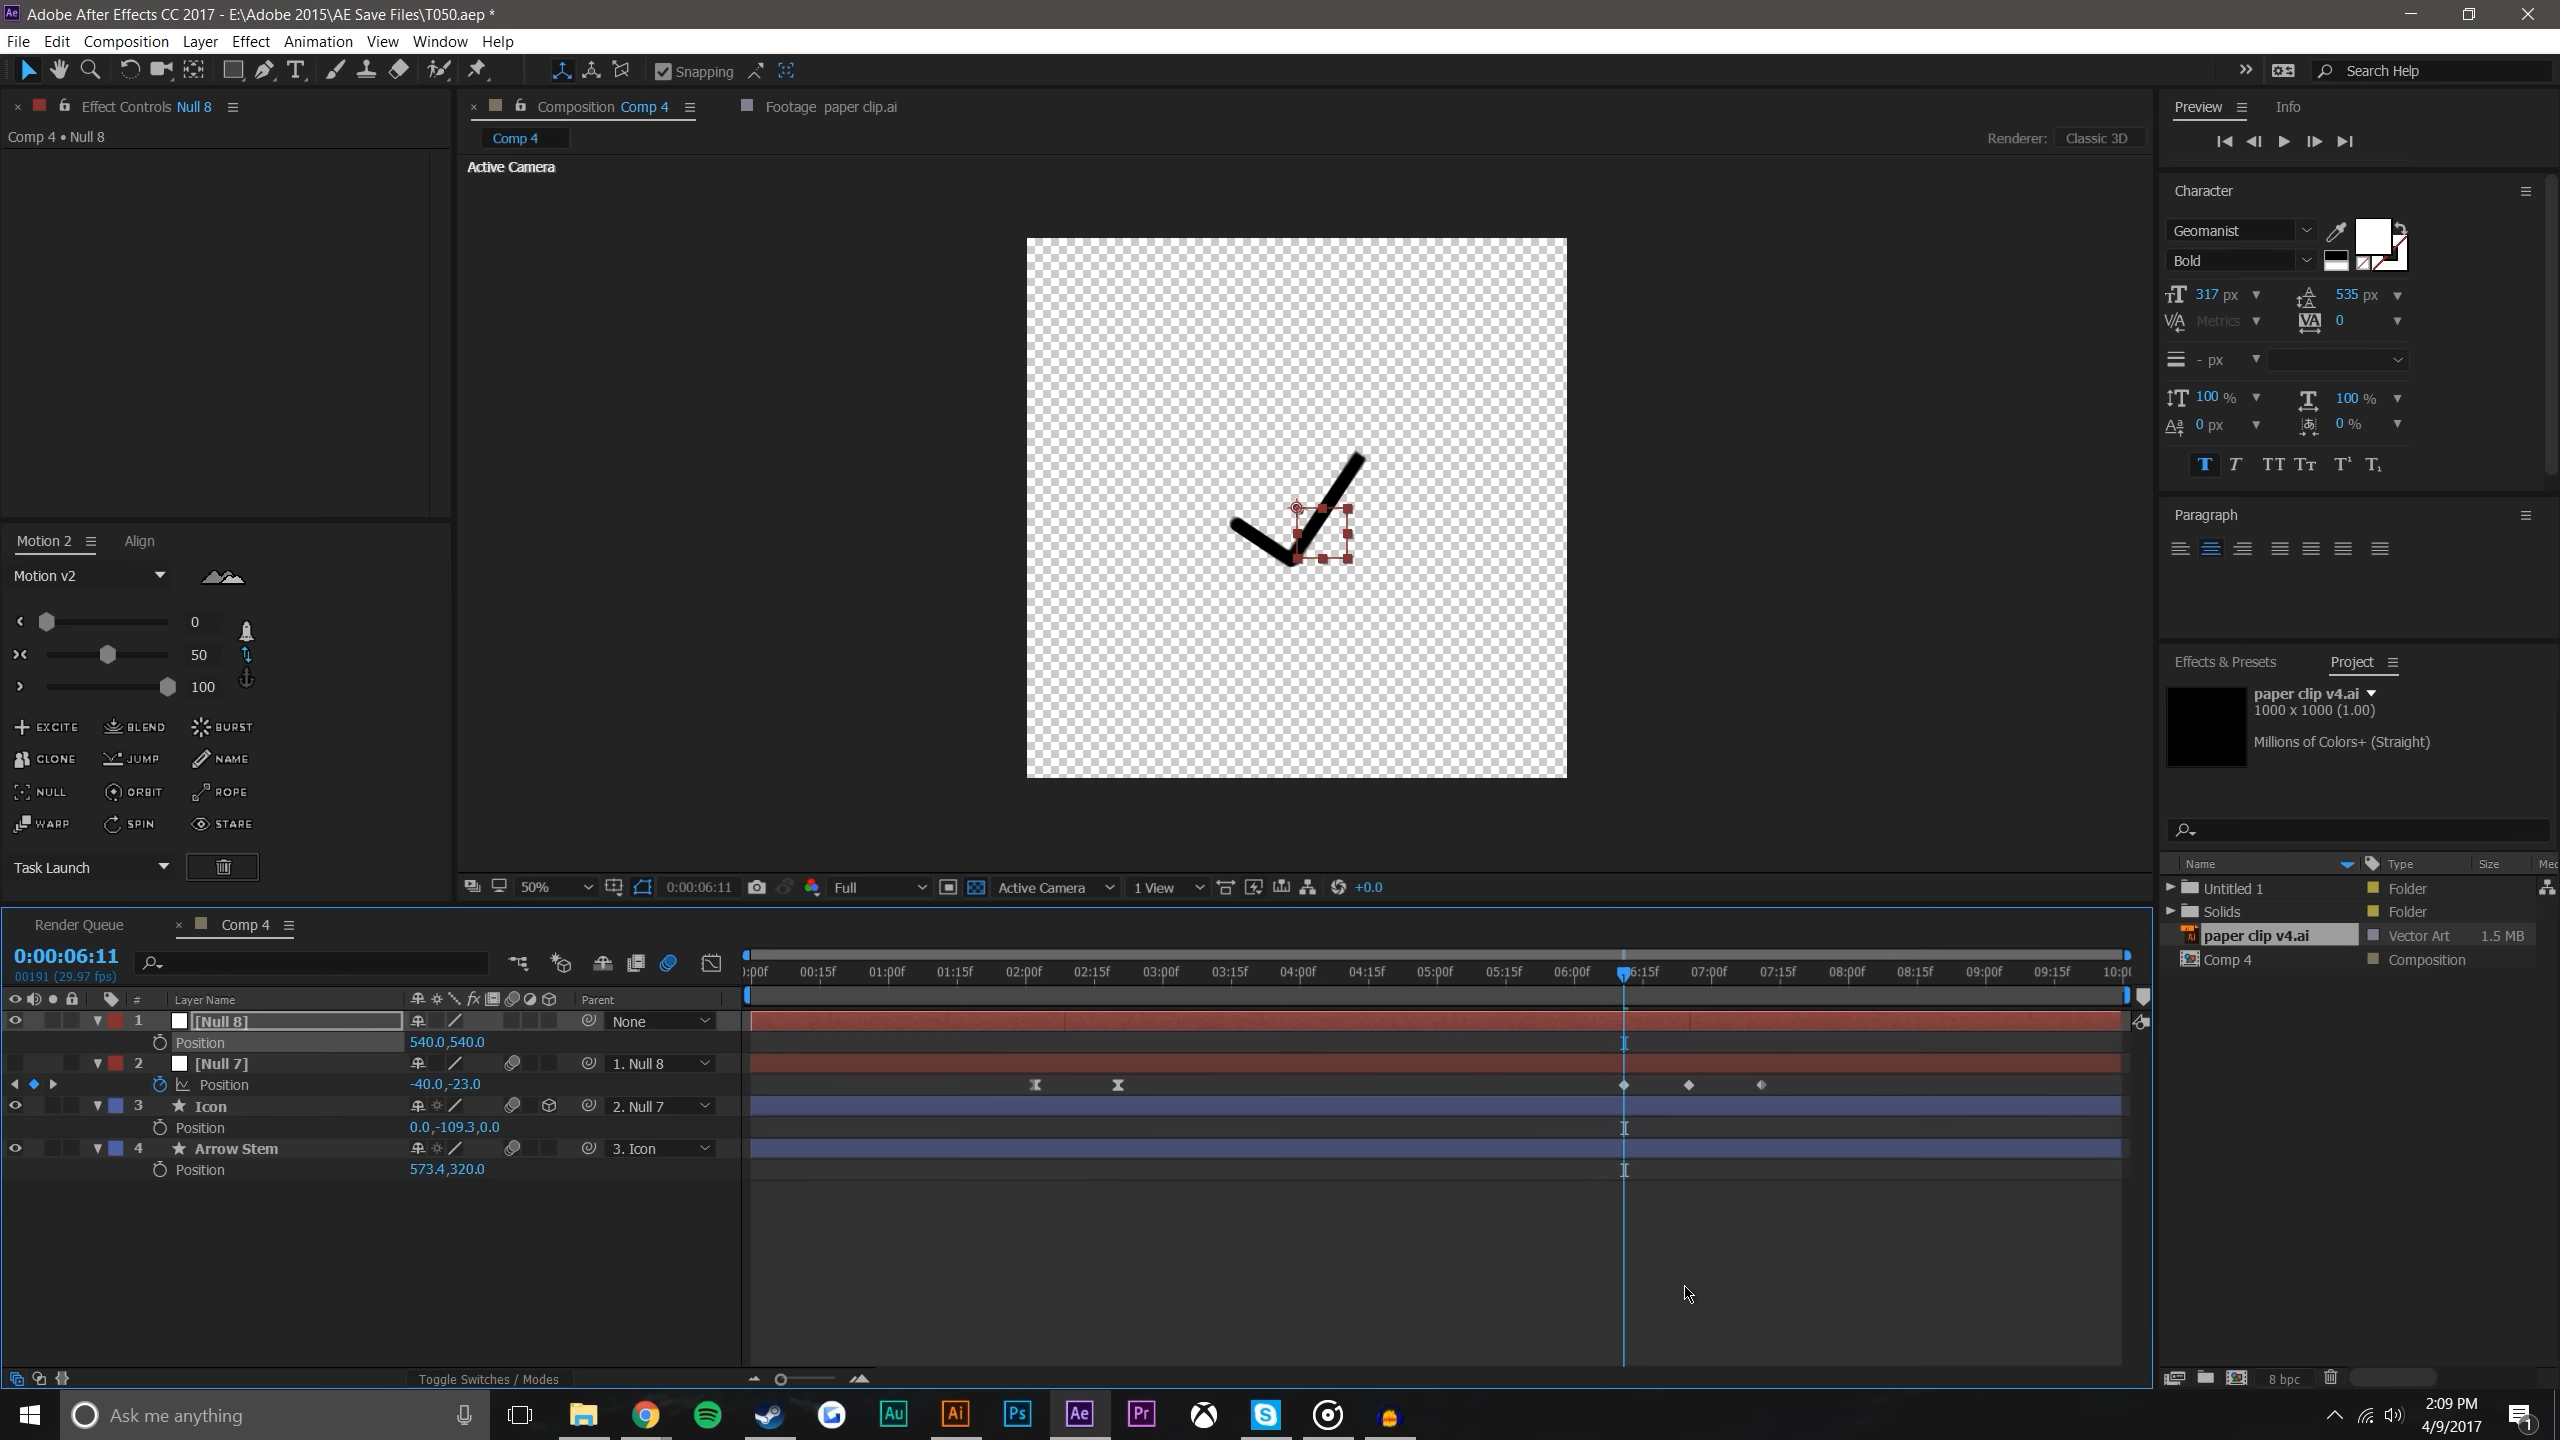 Adobe After Effects CC 2017 - E:\Adobe 2015\AE Save Files\T050.aep *
File Edit Composition Layer Effect Animation View Window Help
Snapping
Search Help
Effect Controls Null 8
Comp 4 • Null 8
Composition Comp 4
Footage paper clip.ai
Comp 4
Renderer: Classic 3D
Active Camera
Preview
Info
Character
Geomanist
Bold
317 px
535 px
Metrics
0
- px
100 %
100 %
0 px
0 %
Paragraph
Motion 2
Align
Motion v2
0
50
100
EXCITE BLEND BURST
CLONE JUMP NAME
NULL ORBIT ROPE
WARP SPIN STARE
Task Launch
50%
0:00:06:11
Full
Active Camera
1 View
+0.0
Effects & Presets
Project
paper clip v4.ai
1000 x 1000 (1.00)
Millions of Colors+ (Straight)
Name Type Size
Untitled 1 Folder
Solids Folder
paper clip v4.ai Vector Art 1.5 MB
Comp 4 Composition
8 bpc
Render Queue
Comp 4
0:00:06:11
00191 (29.97 fps)
):00f 00:15f 01:00f 01:15f 02:00f 02:15f 03:00f 03:15f 04:00f 04:15f 05:00f 05:15f 06:00f 6:15f 07:00f 07:15f 08:00f 08:15f 09:00f 09:15f 10:0
# Layer Name Parent
1 [Null 8] None
Position 540.0,540.0
2 [Null 7] 1. Null 8
Position -40.0,-23.0
3 Icon 2. Null 7
Position 0.0,-109.3,0.0
4 Arrow Stem 3. Icon
Position 573.4,320.0
Toggle Switches / Modes
Ask me anything
Au Ai Ps Ae Pr
2:09 PM
4/9/2017
1